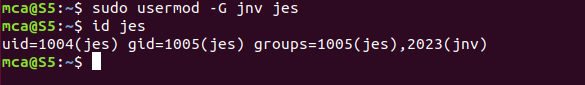 mca@S5:~$ sudo usermod -G jnv jes
mca@S5:~$ id jes
uid=1004(jes) gid=1005(jes) groups=1005(jes),2023(jnv)
mca@S5:~$